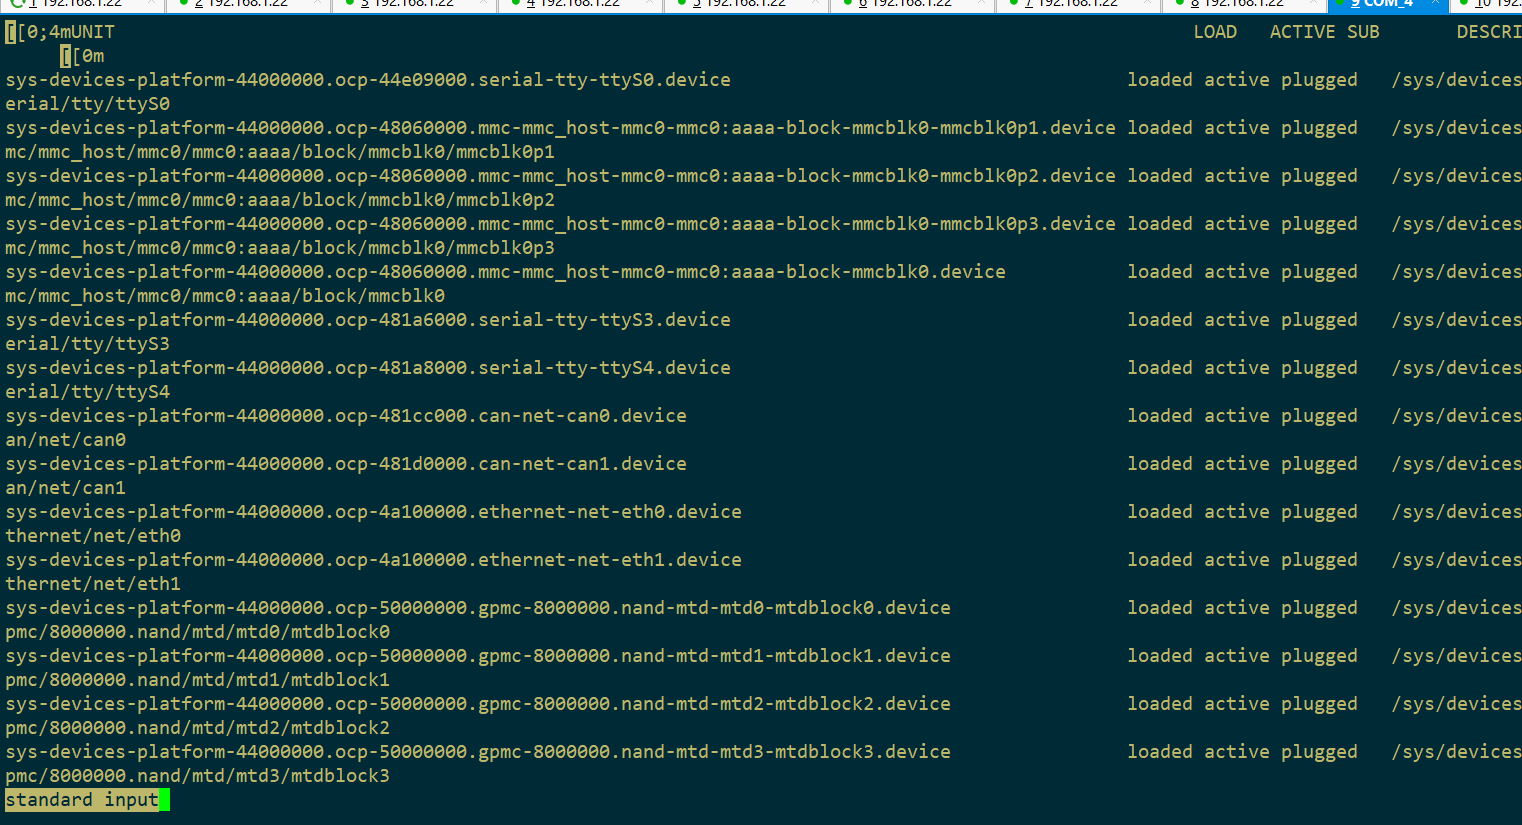 1 192.168.1.22 2 192.168.1.22 3 192.168.1.22 4 192.168.1.22 5 192.168.1.22 6 192.168.1.22 7 192.168.1.22 8 192.168.1.22 9 COM_4 10 192.
[[0;4mUNIT LOAD ACTIVE SUB DESCRI
[[0m
sys-devices-platform-44000000.ocp-44e09000.serial-tty-ttyS0.device loaded active plugged /sys/devices
erial/tty/ttyS0
sys-devices-platform-44000000.ocp-48060000.mmc-mmc_host-mmc0-mmc0:aaaa-block-mmcblk0-mmcblk0p1.device loaded active plugged /sys/devices
mc/mmc_host/mmc0/mmc0:aaaa/block/mmcblk0/mmcblk0p1
sys-devices-platform-44000000.ocp-48060000.mmc-mmc_host-mmc0-mmc0:aaaa-block-mmcblk0-mmcblk0p2.device loaded active plugged /sys/devices
mc/mmc_host/mmc0/mmc0:aaaa/block/mmcblk0/mmcblk0p2
sys-devices-platform-44000000.ocp-48060000.mmc-mmc_host-mmc0-mmc0:aaaa-block-mmcblk0-mmcblk0p3.device loaded active plugged /sys/devices
mc/mmc_host/mmc0/mmc0:aaaa/block/mmcblk0/mmcblk0p3
sys-devices-platform-44000000.ocp-48060000.mmc-mmc_host-mmc0-mmc0:aaaa-block-mmcblk0.device loaded active plugged /sys/devices
mc/mmc_host/mmc0/mmc0:aaaa/block/mmcblk0
sys-devices-platform-44000000.ocp-481a6000.serial-tty-ttyS3.device loaded active plugged /sys/devices
erial/tty/ttyS3
sys-devices-platform-44000000.ocp-481a8000.serial-tty-ttyS4.device loaded active plugged /sys/devices
erial/tty/ttyS4
sys-devices-platform-44000000.ocp-481cc000.can-net-can0.device loaded active plugged /sys/devices
an/net/can0
sys-devices-platform-44000000.ocp-481d0000.can-net-can1.device loaded active plugged /sys/devices
an/net/can1
sys-devices-platform-44000000.ocp-4a100000.ethernet-net-eth0.device loaded active plugged /sys/devices
thernet/net/eth0
sys-devices-platform-44000000.ocp-4a100000.ethernet-net-eth1.device loaded active plugged /sys/devices
thernet/net/eth1
sys-devices-platform-44000000.ocp-50000000.gpmc-8000000.nand-mtd-mtd0-mtdblock0.device loaded active plugged /sys/devices
pmc/8000000.nand/mtd/mtd0/mtdblock0
sys-devices-platform-44000000.ocp-50000000.gpmc-8000000.nand-mtd-mtd1-mtdblock1.device loaded active plugged /sys/devices
pmc/8000000.nand/mtd/mtd1/mtdblock1
sys-devices-platform-44000000.ocp-50000000.gpmc-8000000.nand-mtd-mtd2-mtdblock2.device loaded active plugged /sys/devices
pmc/8000000.nand/mtd/mtd2/mtdblock2
sys-devices-platform-44000000.ocp-50000000.gpmc-8000000.nand-mtd-mtd3-mtdblock3.device loaded active plugged /sys/devices
pmc/8000000.nand/mtd/mtd3/mtdblock3
standard input